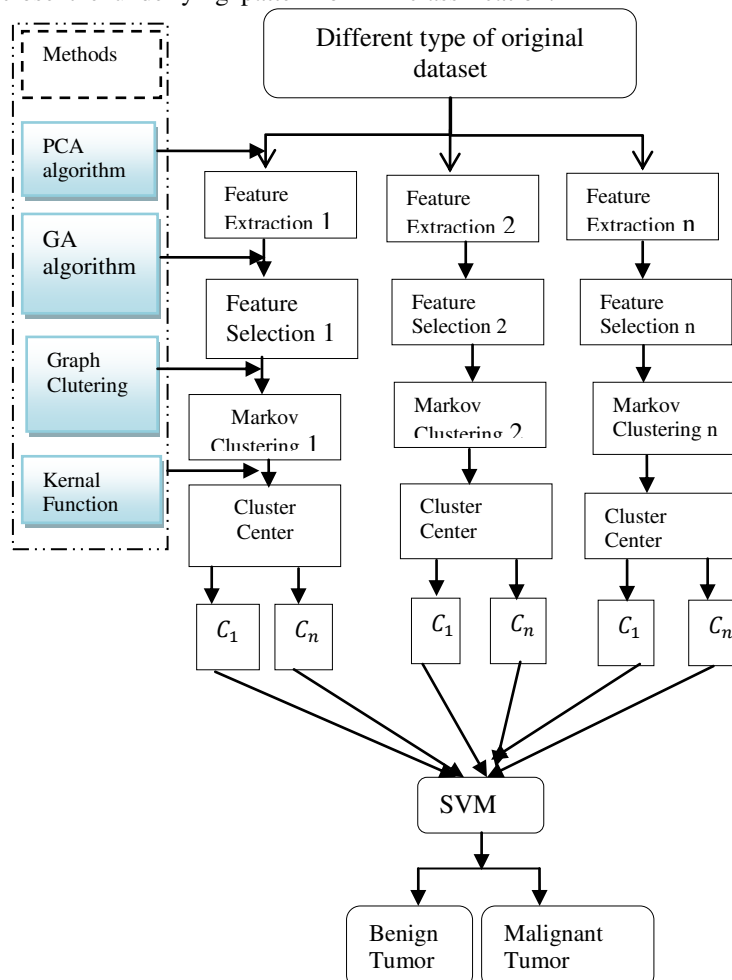 Different type of original
dataset
Methods
PCA
algorithm
GA
algorithm
Graph
Clutering
Kernal
Function
Feature
Extraction 1
Feature
Extraction 2
Feature
Extraction n
Feature
Selection 1
Feature
Selection 2
Feature
Selection n
Markov
Clustering 1
Markov
Clustering 2
Markov
Clustering n
Cluster
Center
Cluster
Center
Cluster
Center
C₁
Cₙ
C₁
Cₙ
C₁
Cₙ
SVM
Benign
Tumor
Malignant
Tumor